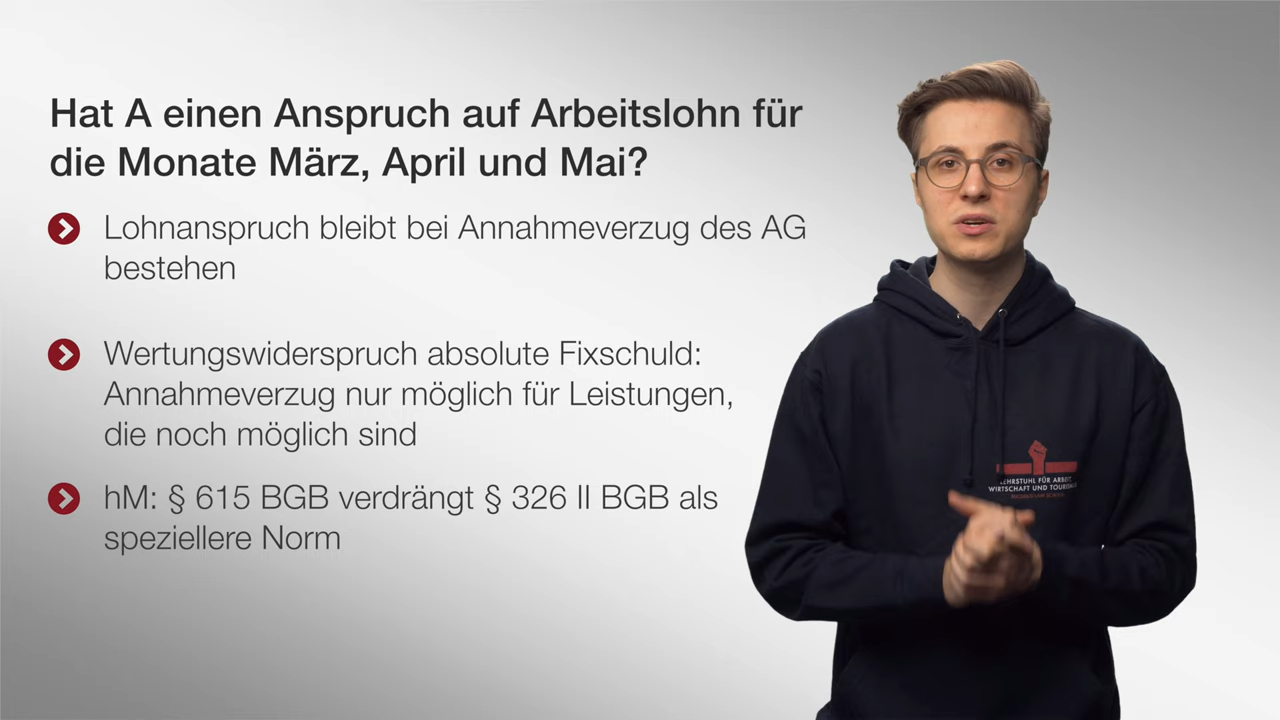 Hat A einen Anspruch auf Arbeitslohn für
die Monate März, April und Mai?
Lohnanspruch bleibt bei Annahmeverzug des AG
bestehen
Wertungswiderspruch absolute Fixschuld:
Annahmeverzug nur möglich für Leistungen,
die noch möglich sind
hM: § 615 BGB verdrängt § 326 II BGB als
speziellere Norm
LEHRSTUHL FÜR ARBEIT
WIRTSCHAFT UND